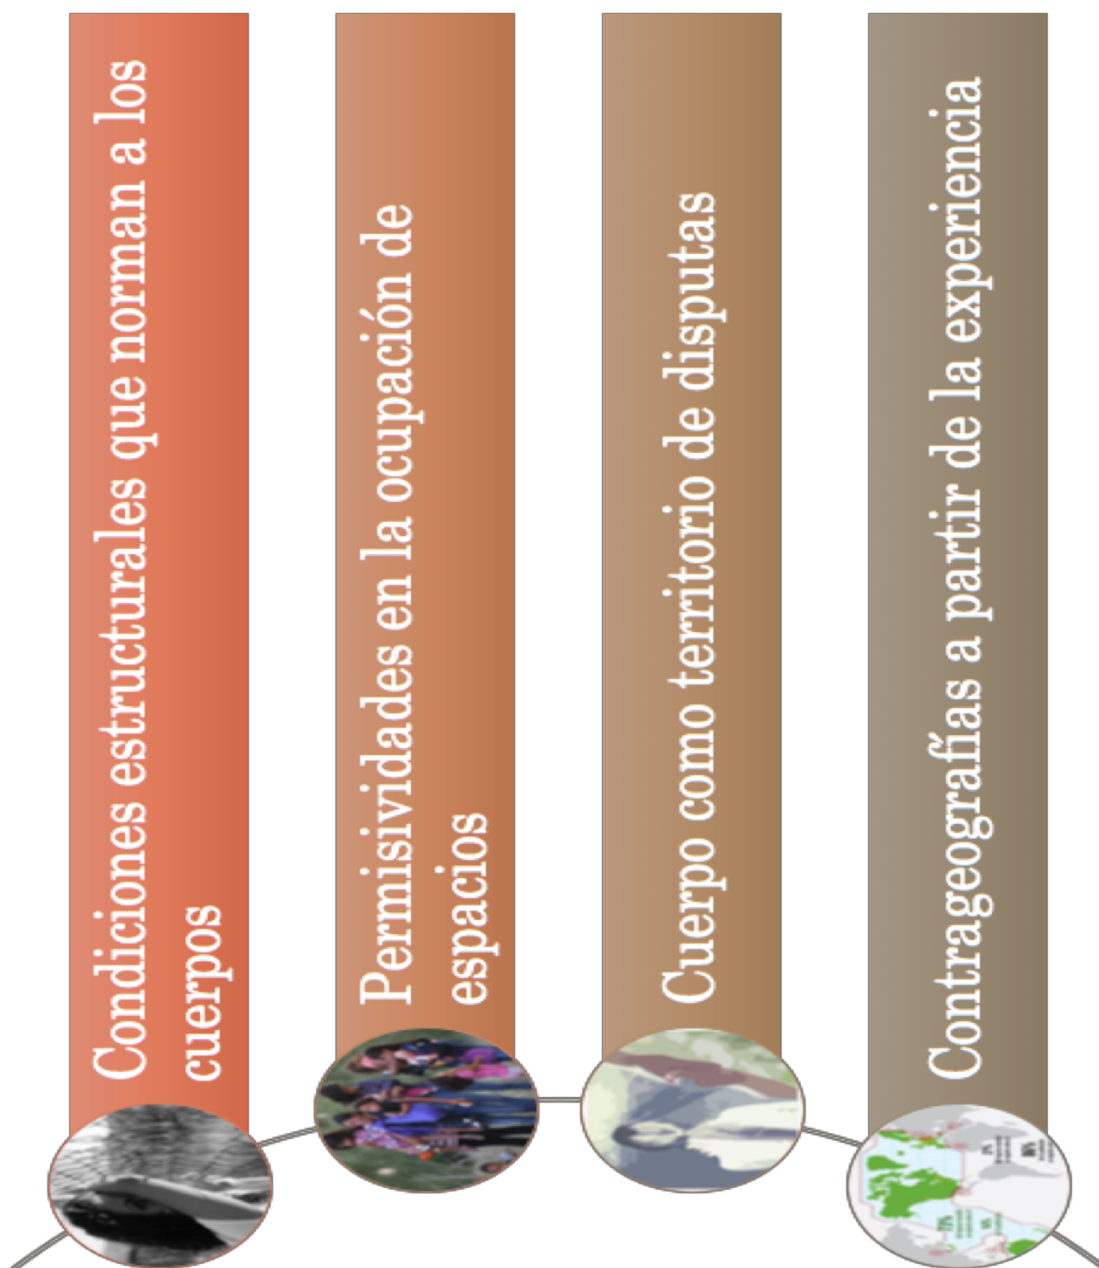 Condiciones estructurales que norman a los
cuerpos
Permisividades en la ocupación de
espacios
Cuerpo como territorio de disputas
Contrageografías a partir de la experiencia